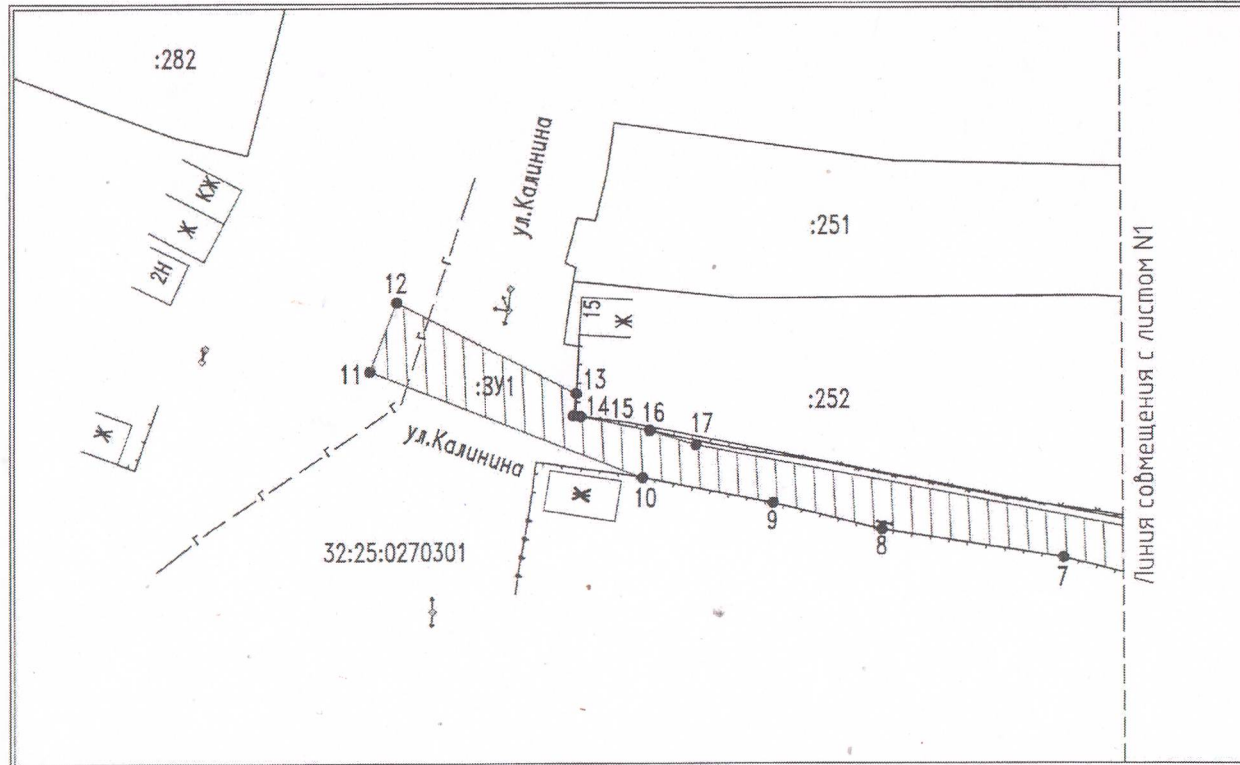 :282
КЖ
Ж
2Н
ул.Калинина
:251
12
15
Ж
11
:ЗУ1
13
:252
1415
16
17
Ж
ул.Калинина
10
Ж
9
8
32:25:0270301
7
Линия совмещения с листом N1